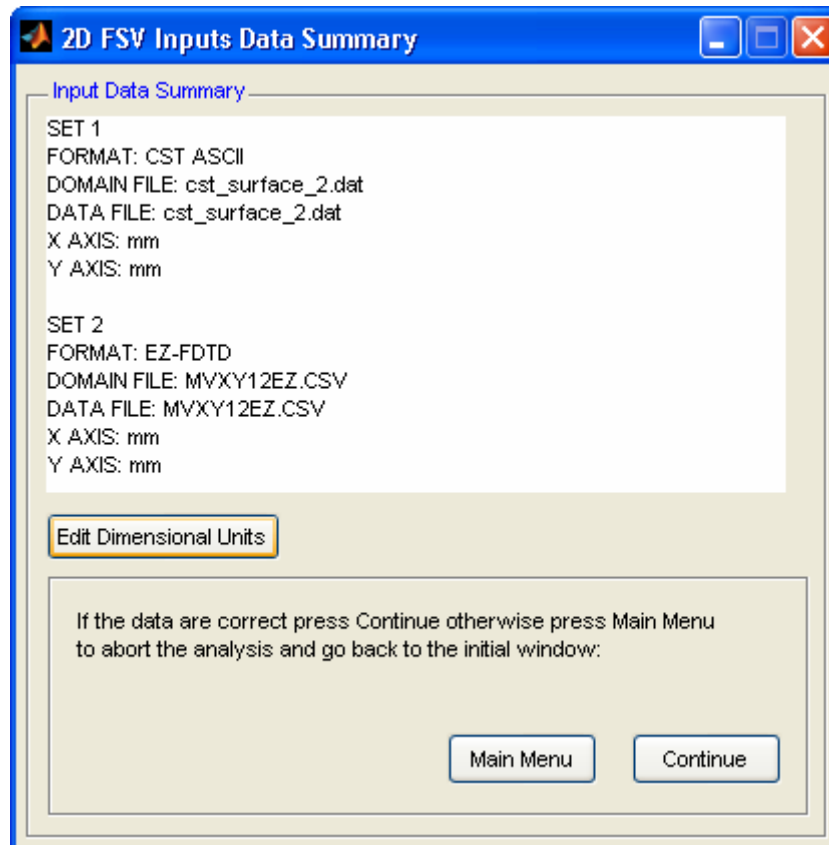 2D FSV Inputs Data Summary
Input Data Summary
SET 1
FORMAT: CST ASCII
DOMAIN FILE: cst_surface_2.dat
DATA FILE: cst_surface_2.dat
X AXIS: mm
Y AXIS: mm
SET 2
FORMAT: EZ-FDTD
DOMAIN FILE: MVXY12EZ.CSV
DATA FILE: MVXY12EZ.CSV
X AXIS: mm
Y AXIS: mm
Edit Dimensional Units
If the data are correct press Continue otherwise press Main Menu
to abort the analysis and go back to the initial window:
Main Menu
Continue